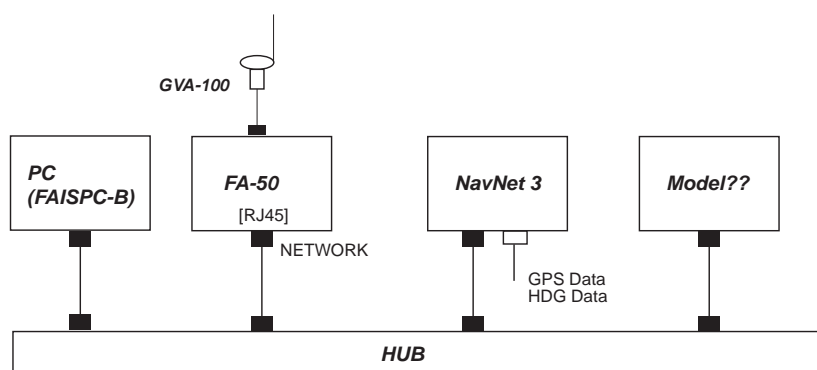 GVA-100
PC
(FAISPC-B)
FA-50
[RJ45]
NavNet 3
Model??
NETWORK
GPS Data
HDG Data
HUB